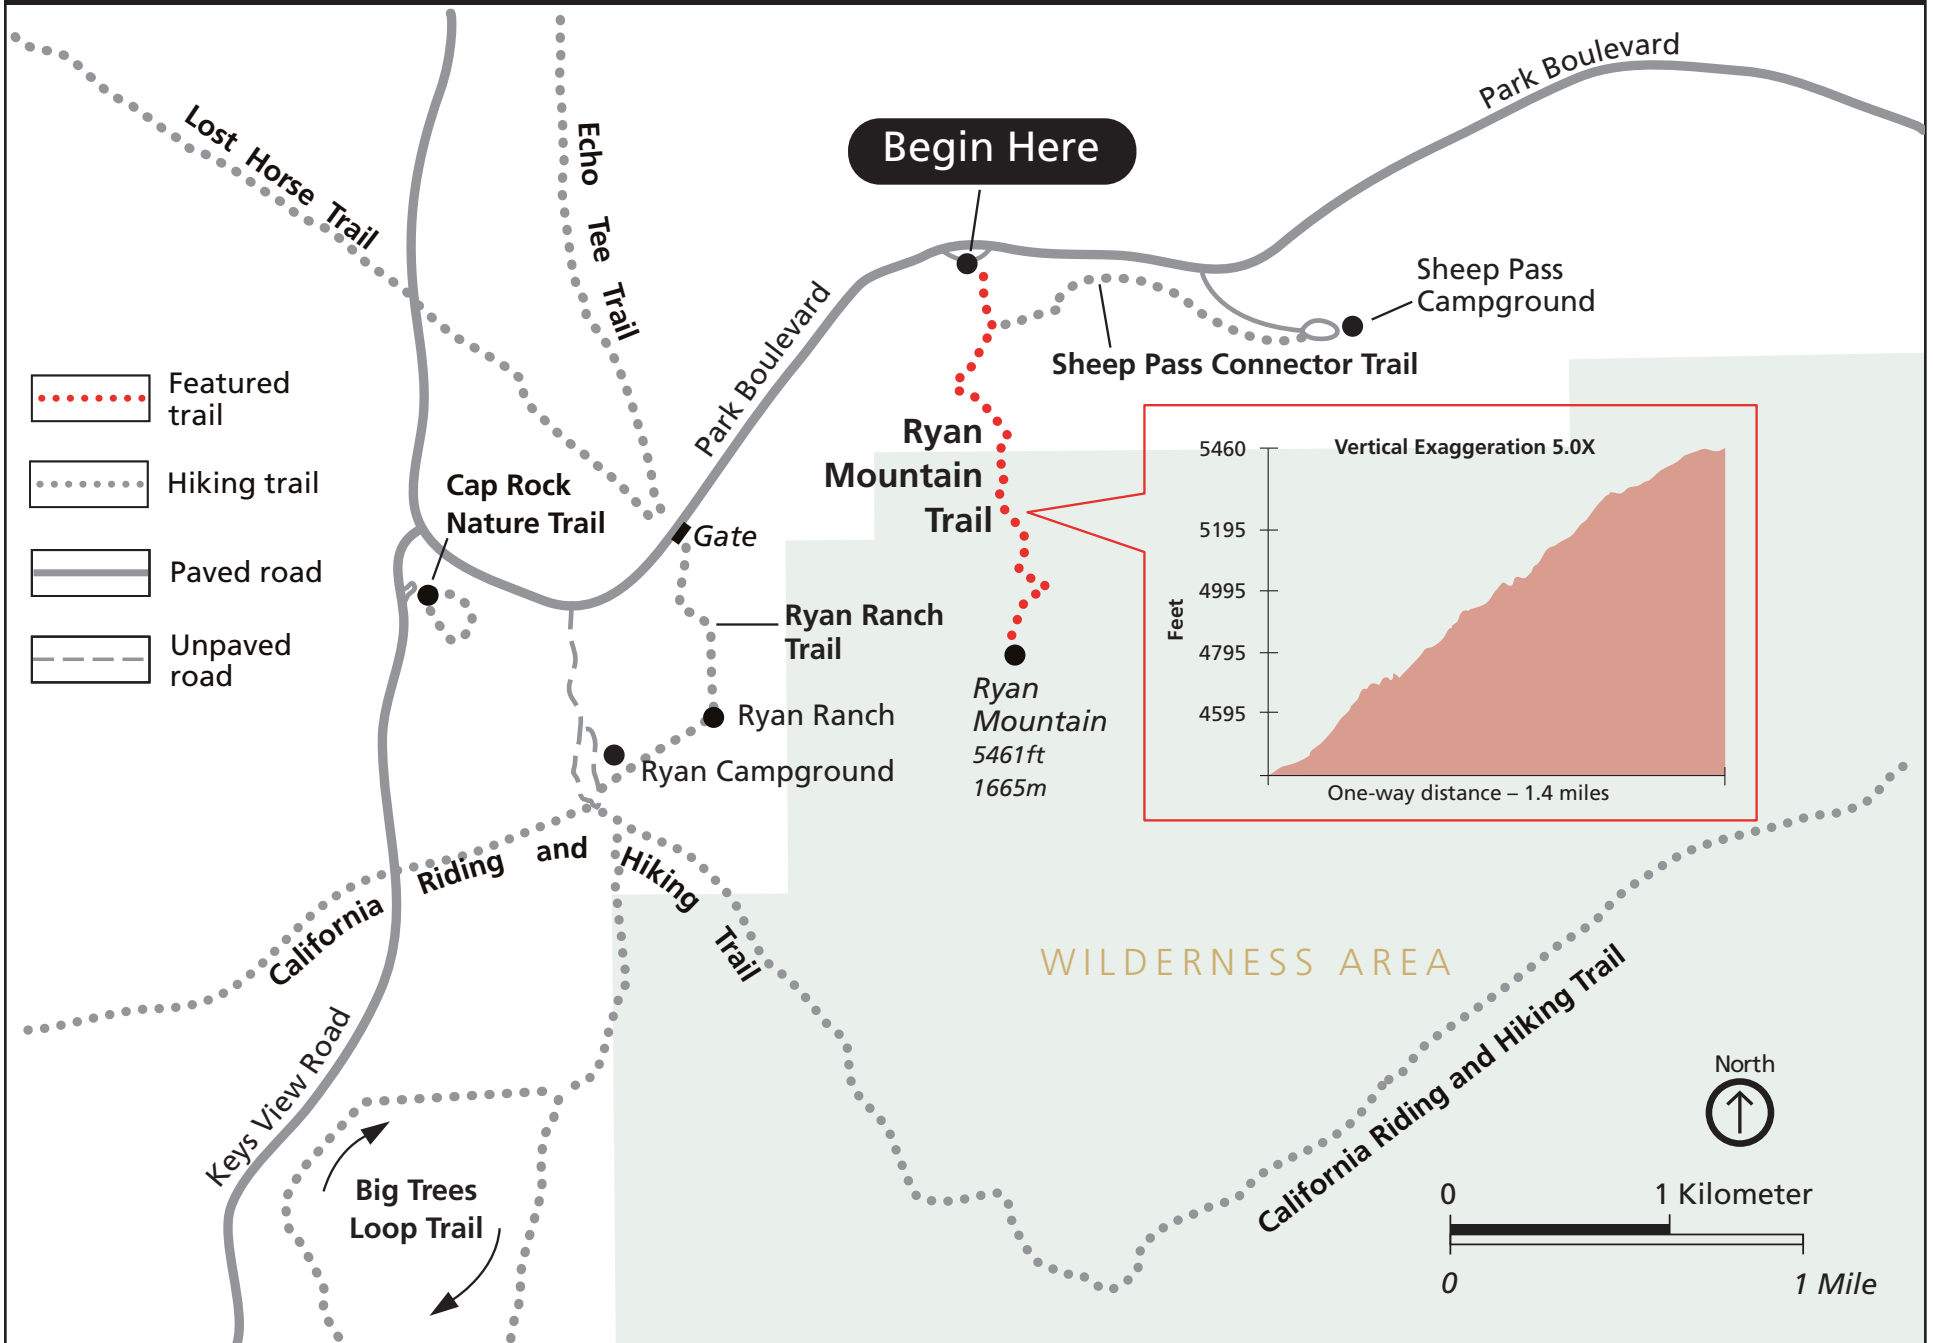 Park Boulevard
Begin Here
Lost Horse Trail
Echo Tee Trail
Park Boulevard
Sheep Pass
Campground
Sheep Pass Connector Trail
Featured
trail
Hiking trail
Paved road
Unpaved
road
Cap Rock
Nature Trail
Gate
Ryan
Mountain
Trail
Ryan Ranch
Trail
Ryan Ranch
Ryan Campground
Ryan
Mountain
5461ft
1665m
Vertical Exaggeration 5.0X
5460
5195
4995
4795
4595
Feet
One-way distance – 1.4 miles
California Riding and Hiking Trail
WILDERNESS AREA
California Riding and Hiking Trail
Keys View Road
Big Trees
Loop Trail
North
0 1 Kilometer
0 1 Mile